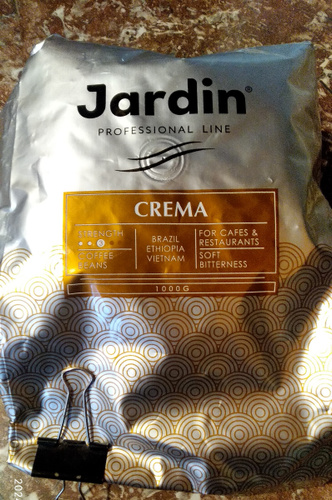 Jardin®
PROFESSIONAL LINE
CREMA
STRENGTH
3
COFFEE
BEANS
BRAZIL
ETHIOPIA
VIETNAM
FOR CAFES &
RESTAURANTS
SOFT
BITTERNESS
1000G